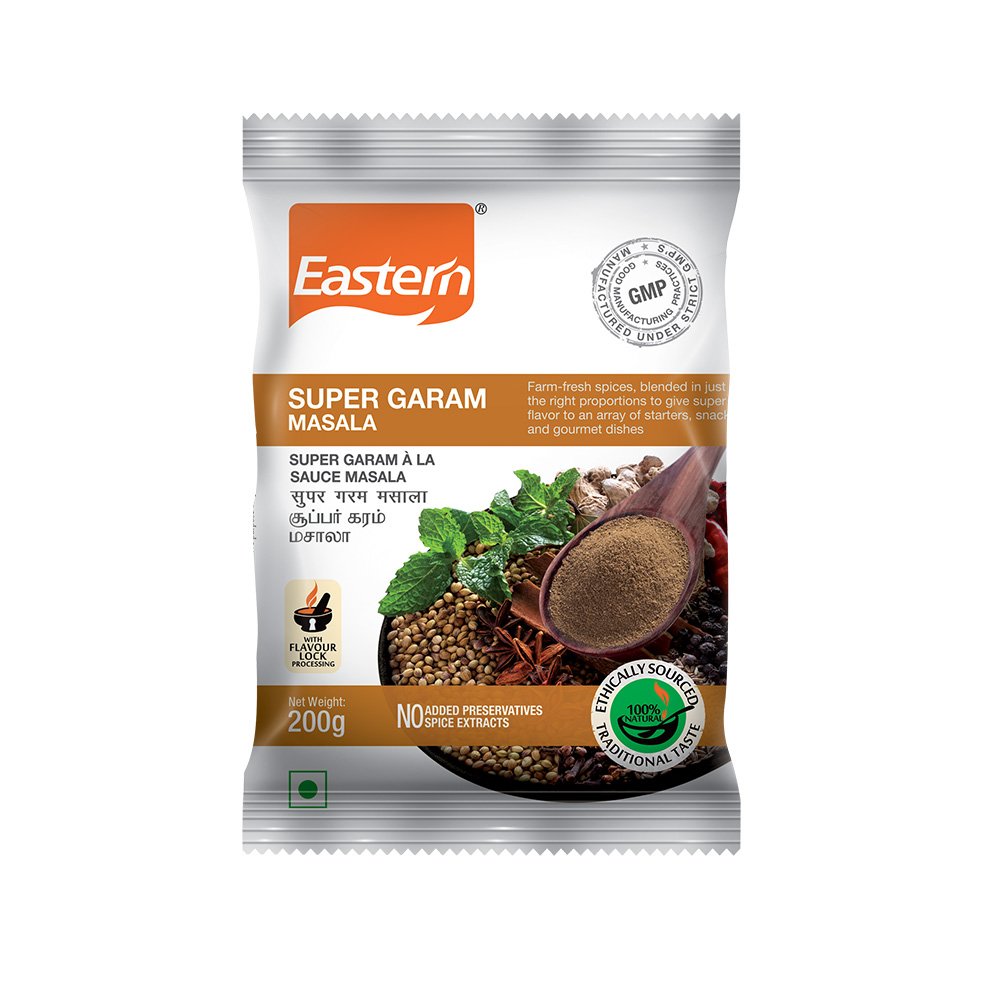 Eastern®
MANUFACTURED UNDER STRICT GMP'S
GOOD MANUFACTURING PRACTICES
GMP
SUPER GARAM
MASALA
Farm-fresh spices, blended in just
the right proportions to give super
flavor to an array of starters, snack
and gourmet dishes
SUPER GARAM À LA
SAUCE MASALA
सुपर गरम मसाला
சூப்பர் கரம்
மசாலா
WITH
FLAVOUR
LOCK
PROCESSING
Net Weight:
200g
NO ADDED PRESERVATIVES
SPICE EXTRACTS
ETHICALLY SOURCED
100%
NATURAL
TRADITIONAL TASTE